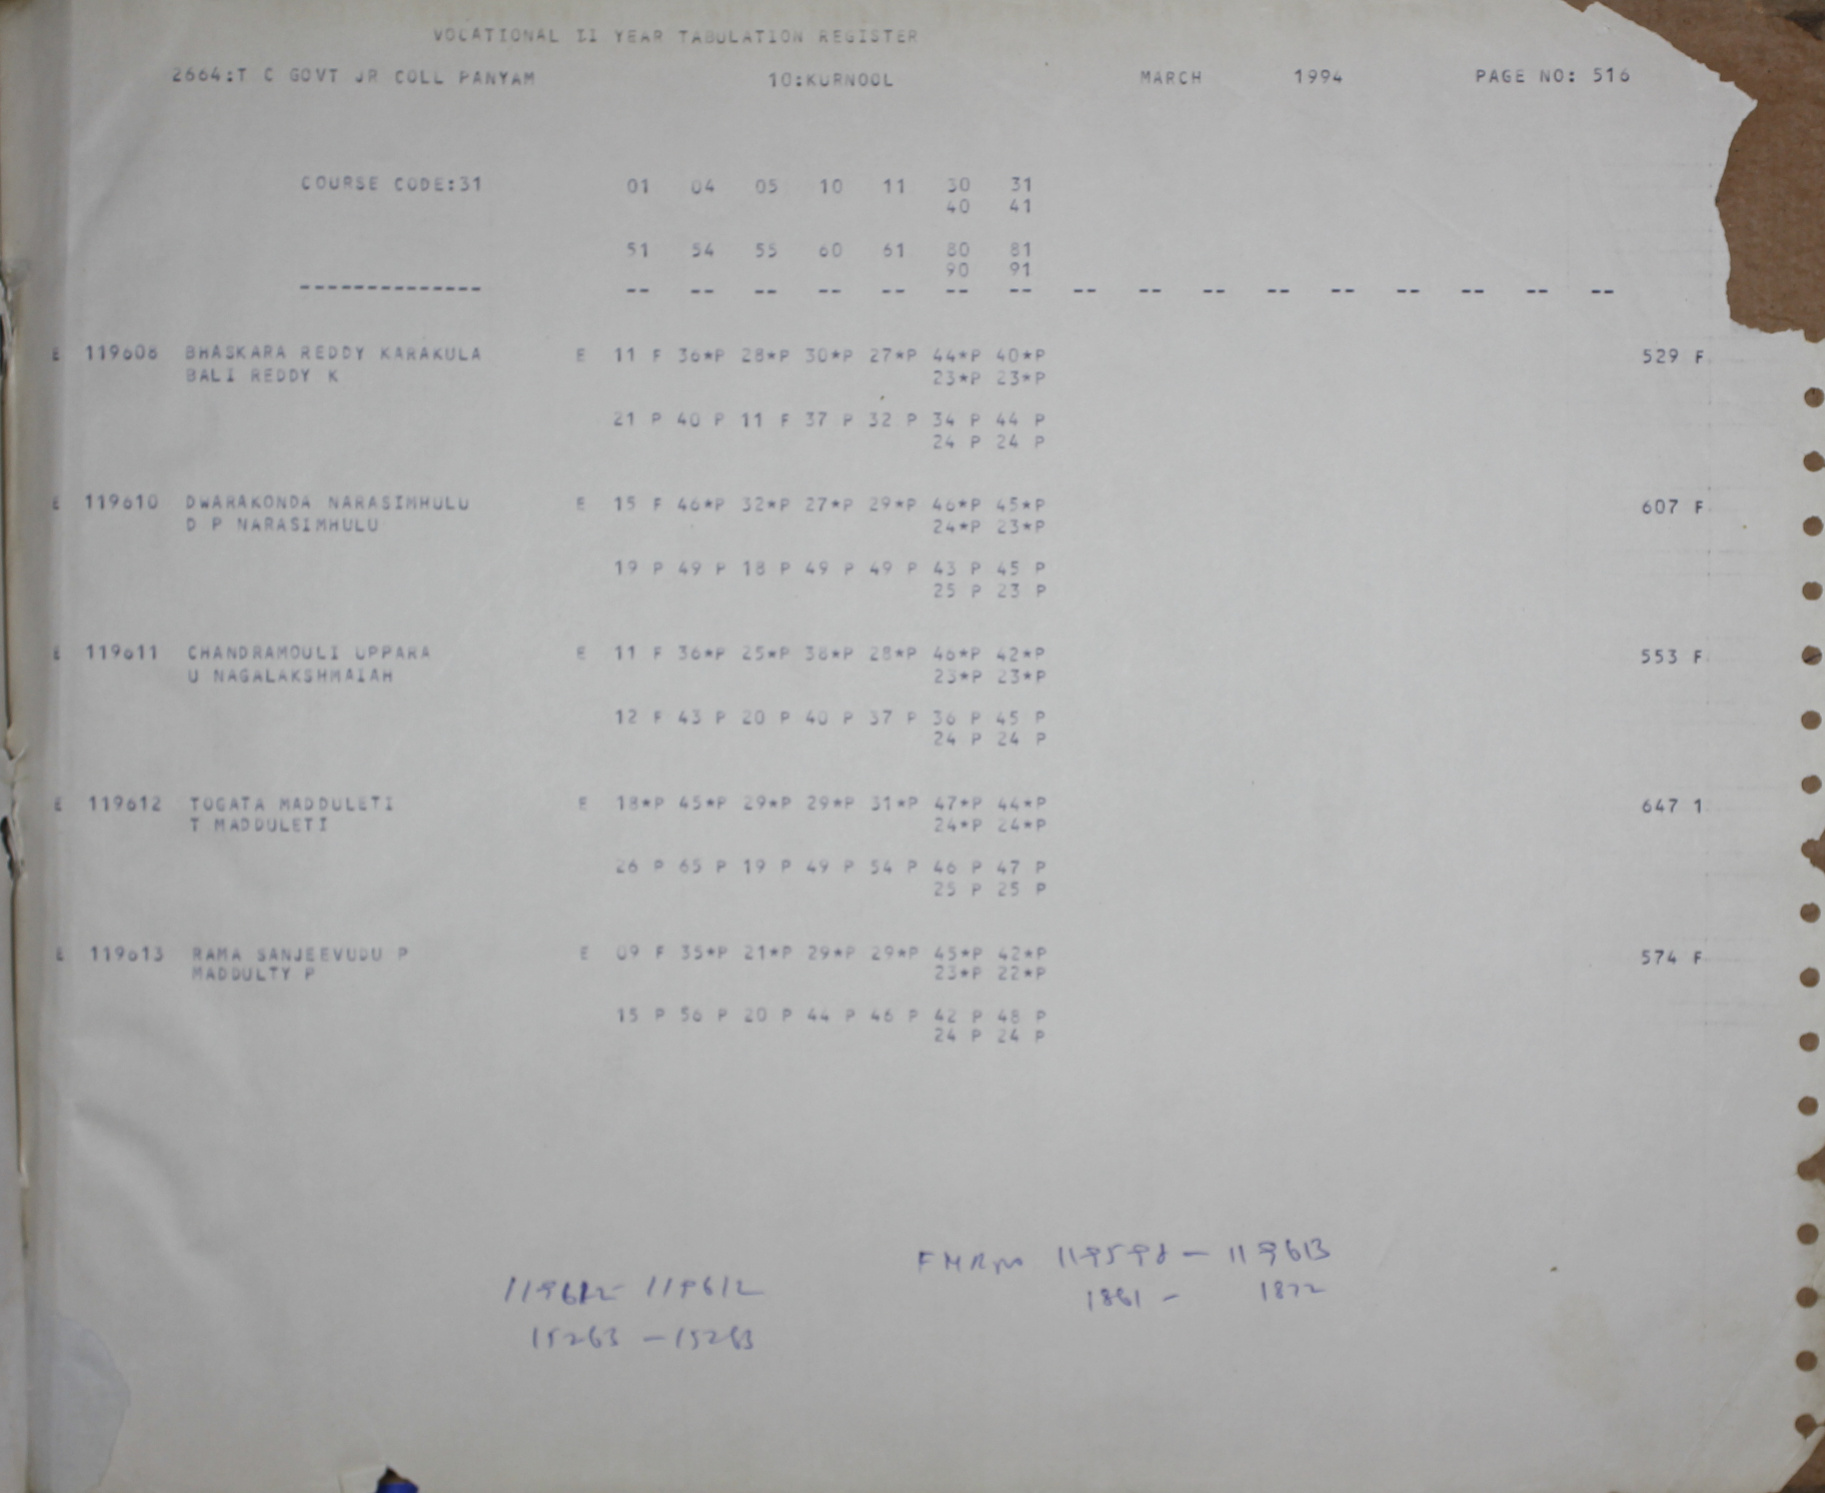 VOCATIONAL II YEAR TABULATION REGISTER
2664:T C GOVT JR COLL PANYAM 10:KURNOOL MARCH 1994 PAGE NO: 516
COURSE CODE:31 01 04 05 10 11 30 31
40 41
51 54 55 60 61 80 81
90 91
-------------- -- -- -- -- -- -- -- -- -- -- -- -- -- -- -- --
E 119608 BHASKARA REDDY KARAKULA E 11 F 36*P 28*P 30*P 27*P 44*P 40*P 529 F
BALI REDDY K 23*P 23*P
21 P 40 P 11 F 37 P 32 P 34 P 44 P
24 P 24 P
E 119610 DWARAKONDA NARASIMHULU E 15 F 46*P 32*P 27*P 29*P 46*P 45*P 607 F
D P NARASIMHULU 24*P 23*P
19 P 49 P 18 P 49 P 49 P 43 P 45 P
25 P 23 P
E 119611 CHANDRAMOULI UPPARA E 11 F 36*P 25*P 38*P 28*P 46*P 42*P 553 F
U NAGALAKSHMAIAH 23*P 23*P
12 F 43 P 20 P 40 P 37 P 36 P 45 P
24 P 24 P
E 119612 TOGATA MADDULETI E 18*P 45*P 29*P 29*P 31*P 47*P 44*P 647 1
T MADDULETI 24*P 24*P
26 P 65 P 19 P 49 P 54 P 46 P 47 P
25 P 25 P
E 119613 RAMA SANJEEVUDU P E 09 F 35*P 21*P 29*P 29*P 45*P 42*P 574 F
MADDULTY P 23*P 22*P
15 P 56 P 20 P 44 P 46 P 42 P 48 P
24 P 24 P
119598 - 119613
1861 - 1872
119612 - 119612
15263 - 15263